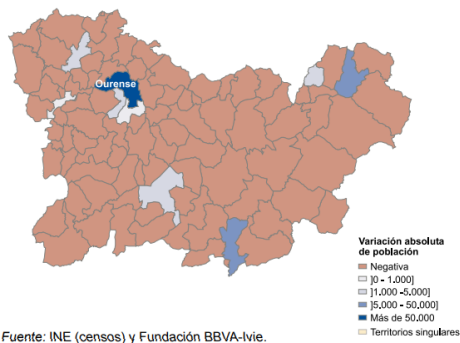 Ourense
Variación absoluta
de población
Negativa
]0 - 1.000]
]1.000 -5.000]
]5.000 - 50.000]
Más de 50.000
Territorios singulares
Fuente: INE (censos) y Fundación BBVA-Ivie.